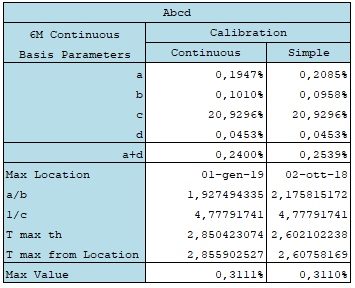 Abcd
6M Continuous Basis Parameters Calibration
Continuous Simple
a 0,1947% 0,2085%
b 0,1010% 0,0958%
c 20,9296% 20,9296%
d 0,0453% 0,0453%
a+d 0,2400% 0,2539%
Max Location 01-gen-19 02-ott-18
a/b 1,927494335 2,175815172
1/c 4,77791741 4,77791741
T max th 2,850423074 2,602102238
T max from Location 2,855902527 2,60758169
Max Value 0,3111% 0,3110%